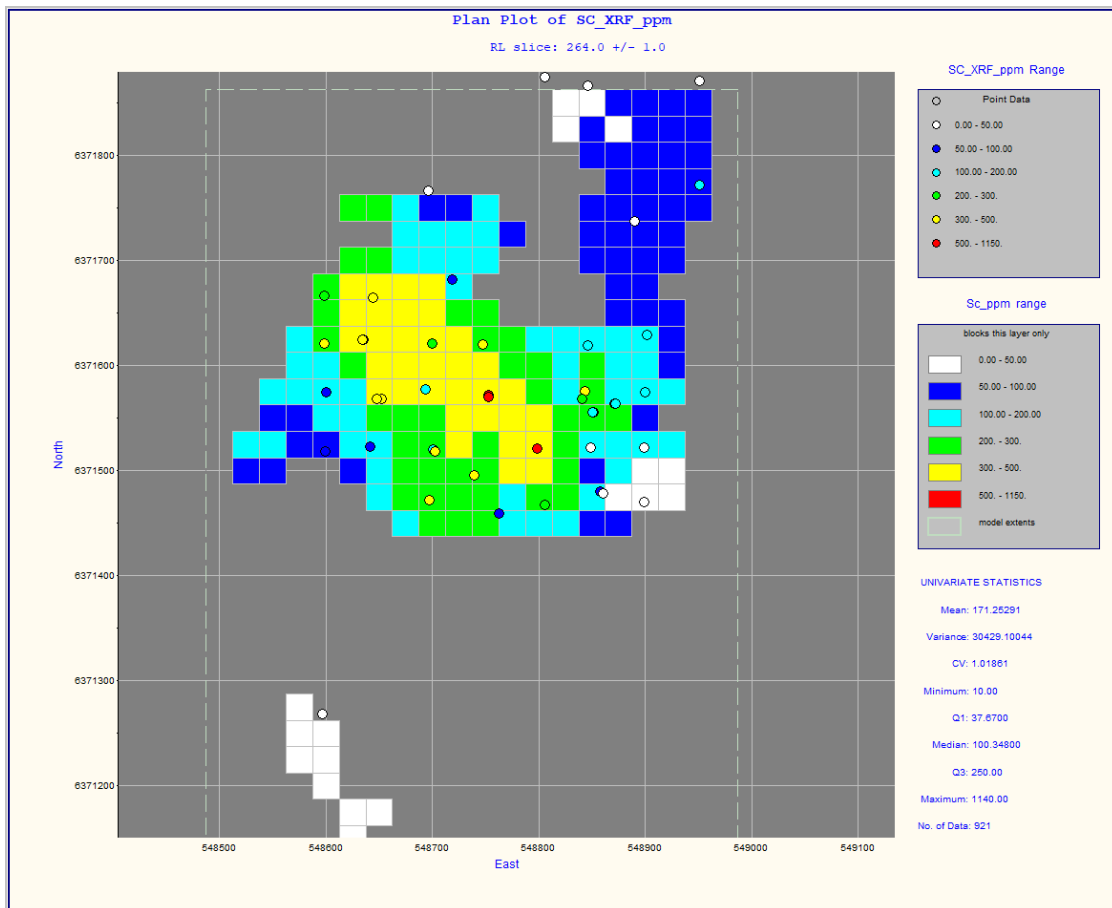 Plan Plot of SC_XRF_ppm
RL slice: 264.0 +/- 1.0
SC_XRF_ppm Range
Point Data
0.00 - 50.00
50.00 - 100.00
100.00 - 200.00
200. - 300.
300. - 500.
500. - 1150.
Sc_ppm range
blocks this layer only
0.00 - 50.00
50.00 - 100.00
100.00 - 200.00
200. - 300.
300. - 500.
500. - 1150.
model extents
UNIVARIATE STATISTICS
Mean: 171.25291
Variance: 30429.10044
CV: 1.01861
Minimum: 10.00
Q1: 37.6700
Median: 100.34800
Q3: 250.00
Maximum: 1140.00
No. of Data: 921
North
6371800
6371700
6371600
6371500
6371400
6371300
6371200
548500 548600 548700 548800 548900 549000 549100
East